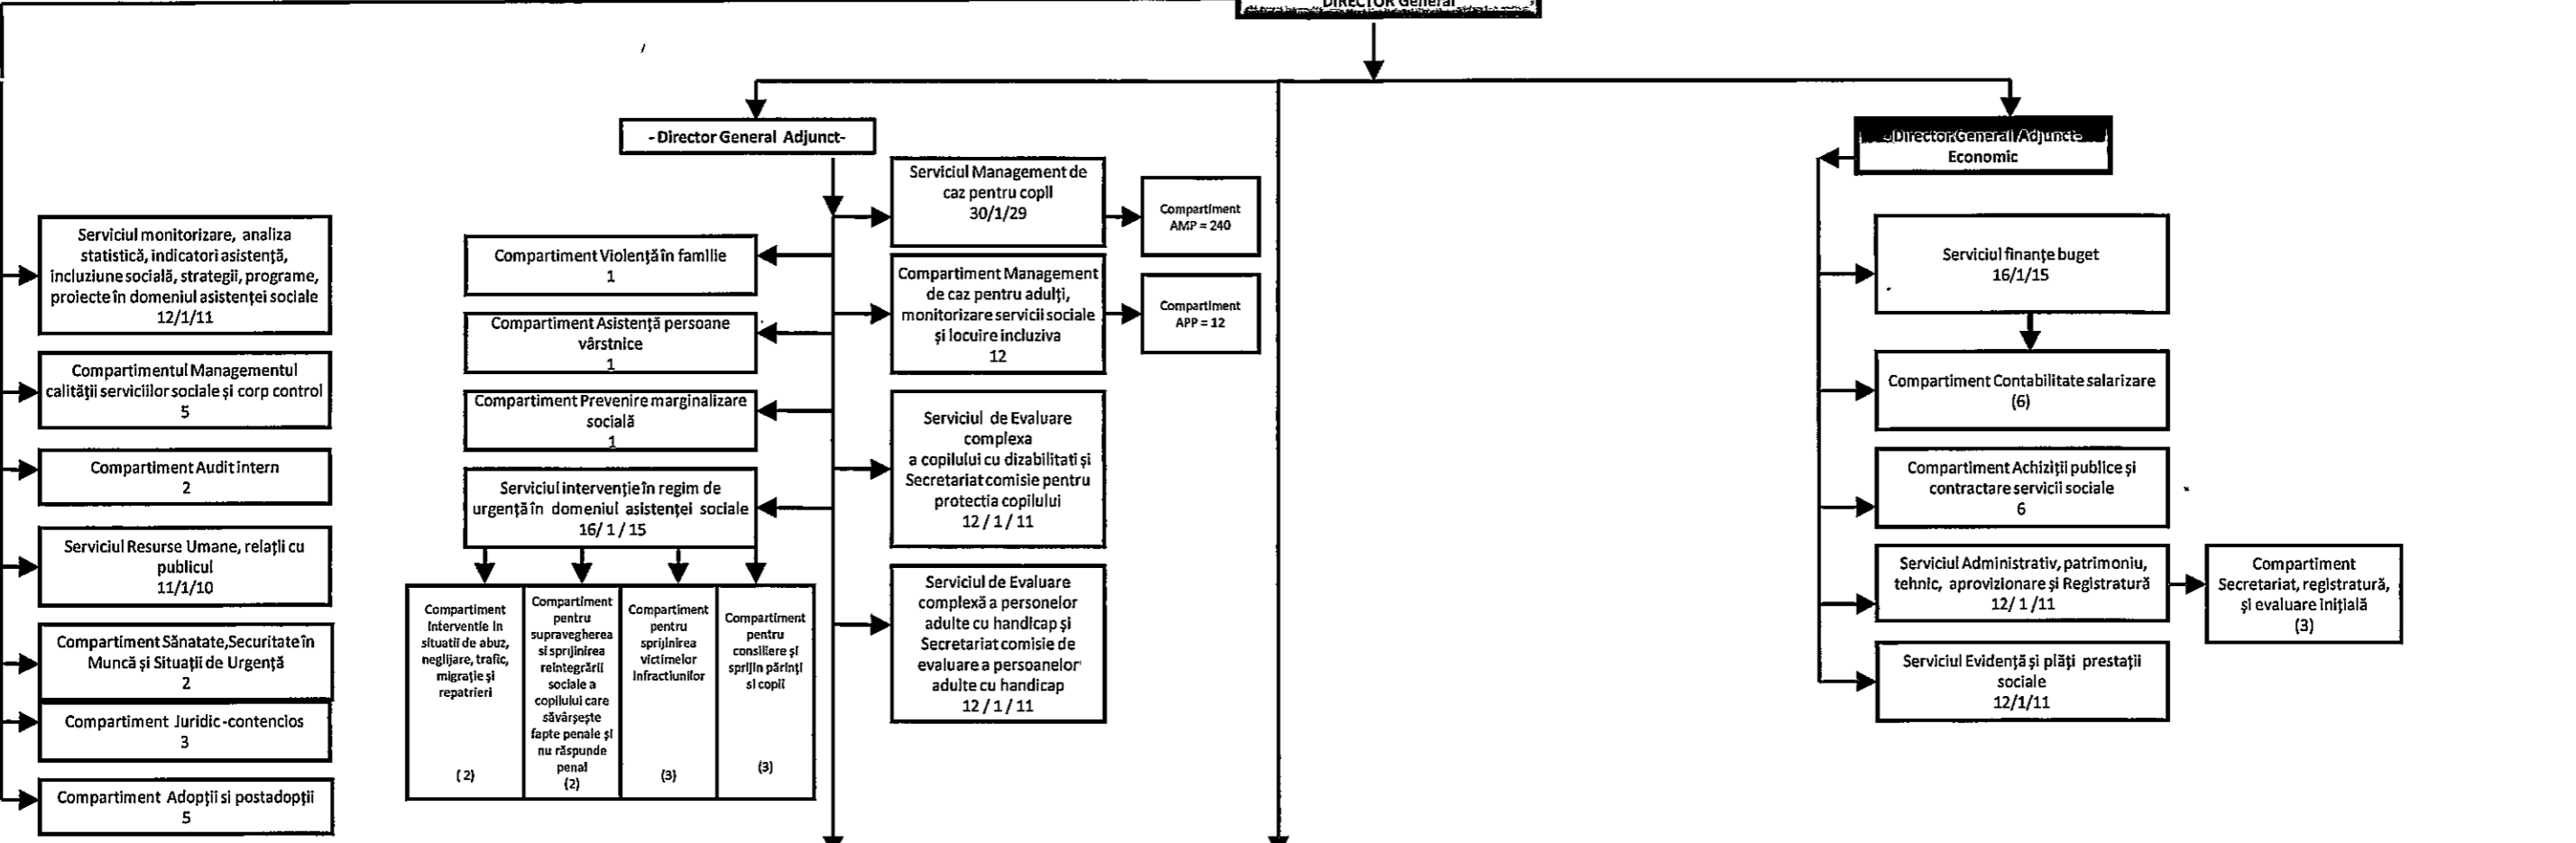 DIRECTOR General
- Director General Adjunct-
- Director General Adjunct-
Economic
Serviciul monitorizare, analiza
statistică, indicatori asistență,
incluziune socială, strategii, programe,
proiecte în domeniul asistenței sociale
12/1/11
Compartimentul Managementul
calității serviciilor sociale și corp control
5
Compartiment Audit intern
2
Serviciul Resurse Umane, relații cu
publicul
11/1/10
Compartiment Sănatate,Securitate în
Muncă și Situații de Urgență
2
Compartiment Juridic -contencios
3
Compartiment Adopții si postadopții
5
Compartiment Violență în familie
1
Compartiment Asistență persoane
vârstnice
1
Compartiment Prevenire marginalizare
socială
1
Serviciul intervenție în regim de
urgență în domeniul asistenței sociale
16/ 1 / 15
Compartiment
Interventie in
situatii de abuz,
neglijare, trafic,
migrație și
repatrieri
( 2)
Compartiment
pentru
supravegherea
si sprijinirea
reintegrării
sociale a
copilului care
săvârșește
fapte penale și
nu răspunde
penal
(2)
Compartiment
pentru
sprijinirea
victimelor
infractiunilor
(3)
Compartiment
pentru
consiliere și
sprijin părinți
si copii
(3)
Serviciul Management de
caz pentru copii
30/1/29
Compartiment
AMP = 240
Compartiment Management
de caz pentru adulți,
monitorizare servicii sociale
și locuire incluziva
12
Compartiment
APP = 12
Serviciul de Evaluare
complexa
a copilului cu dizabilitati și
Secretariat comisie pentru
protectia copilului
12 / 1 / 11
Serviciul de Evaluare
complexă a personelor
adulte cu handicap și
Secretariat comisie de
evaluare a persoanelor
adulte cu handicap
12 / 1 / 11
Serviciul finanțe buget
16/1/15
Compartiment Contabilitate salarizare
(6)
Compartiment Achiziții publice și
contractare servicii sociale
6
Serviciul Administrativ, patrimoniu,
tehnic, aprovizionare și Registratură
12/ 1 /11
Compartiment
Secretariat, registratură,
și evaluare inițială
(3)
Serviciul Evidență și plăți prestații
sociale
12/1/11